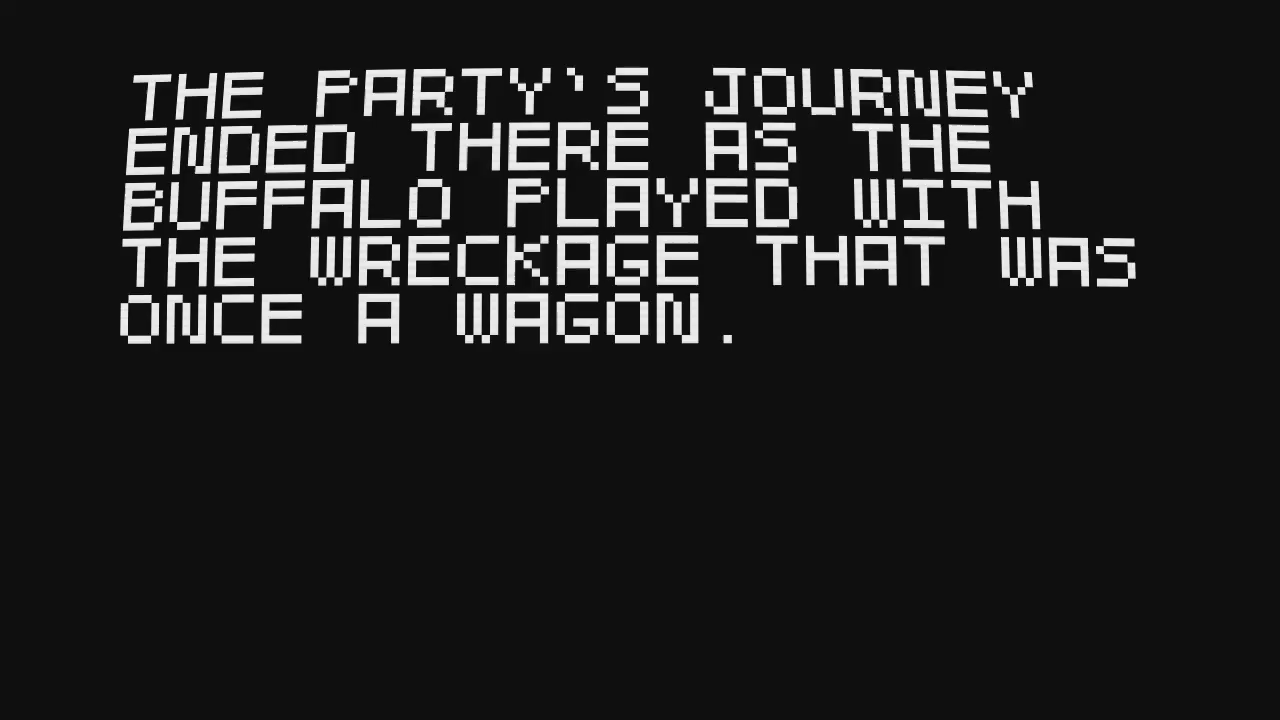 THE PARTY'S JOURNEY
ENDED THERE AS THE
BUFFALO PLAYED WITH
THE WRECKAGE THAT WAS
ONCE A WAGON.